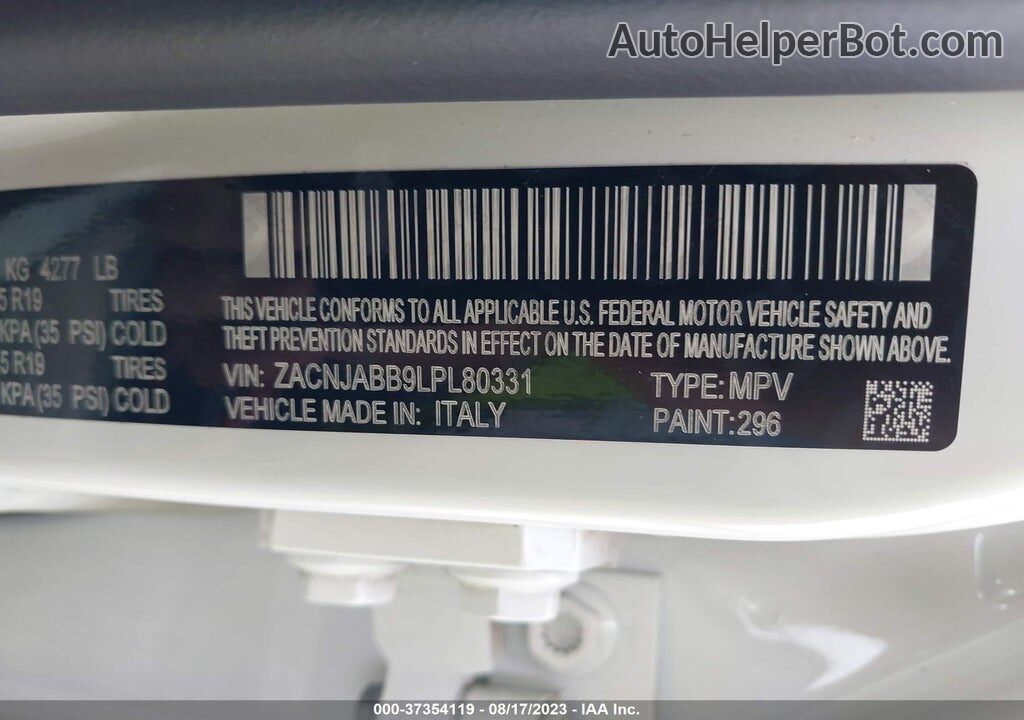 AutoHelperBot.com
KG 4277 LB
5 R19 TIRES
KPA(35 PSI) COLD
5 R19 TIRES
KPA(35 PSI) COLD
THIS VEHICLE CONFORMS TO ALL APPLICABLE U.S. FEDERAL MOTOR VEHICLE SAFETY AND
THEFT PREVENTION STANDARDS IN EFFECT ON THE DATE OF MANUFACTURE SHOWN ABOVE.
VIN: ZACNJABB9LPL80331 TYPE: MPV
VEHICLE MADE IN: ITALY PAINT: 296
000-37354119 - 08/17/2023 - IAA Inc.